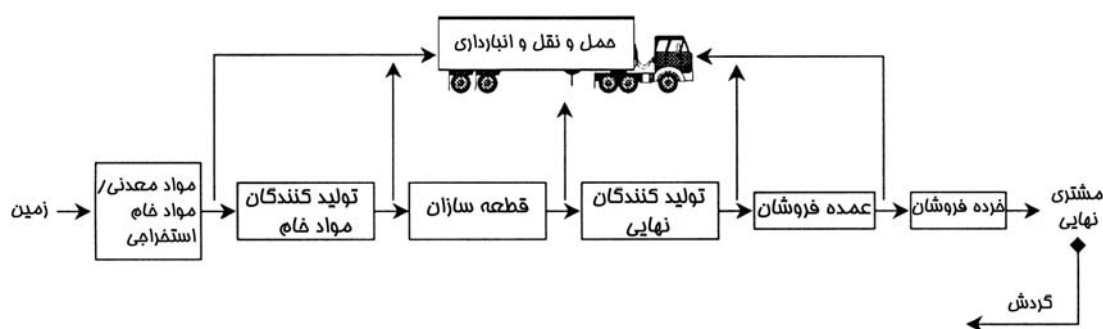 حمل و نقل و انبارداری
زمین
مواد معدنی/
مواد خام
استخراجی
تولید کنندگان
مواد خام
قطعه سازان
تولید کنندگان
نهایی
عمده فروشان
خرده فروشان
مشتری
نهایی
گردش